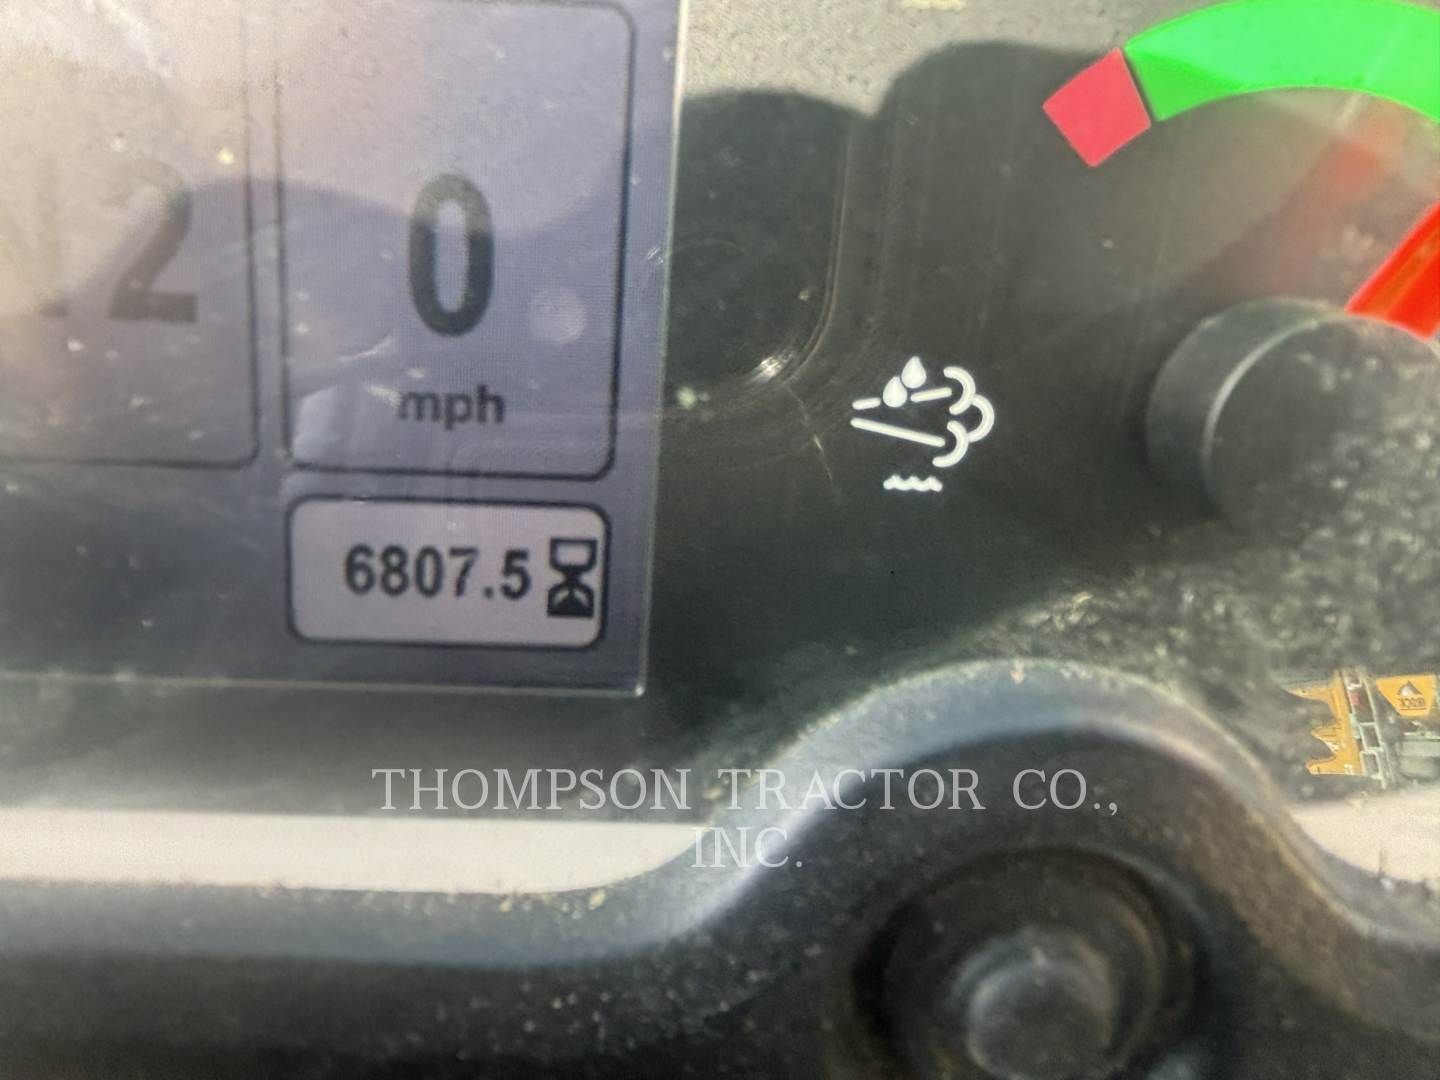 .2
0
mph
6807.5
THOMPSON TRACTOR CO.,
INC.